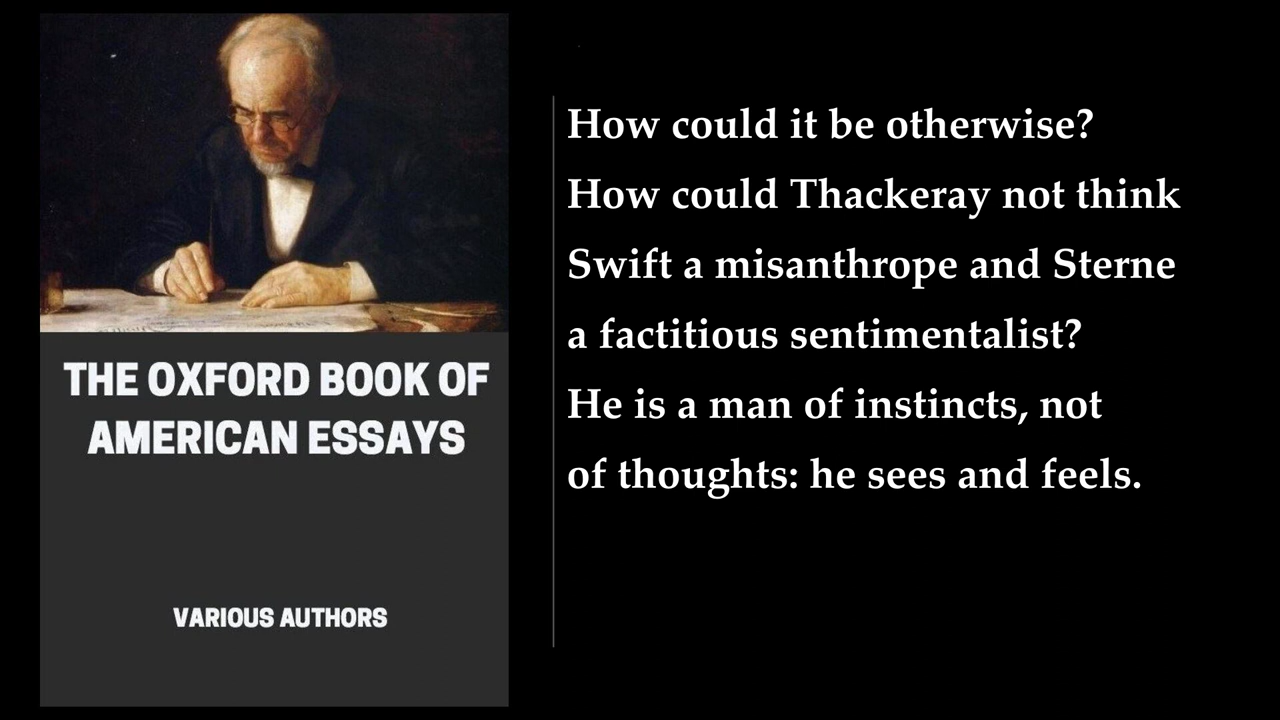 THE OXFORD BOOK OF
AMERICAN ESSAYS
VARIOUS AUTHORS
How could it be otherwise?
How could Thackeray not think
Swift a misanthrope and Sterne
a factitious sentimentalist?
He is a man of instincts, not
of thoughts: he sees and feels.